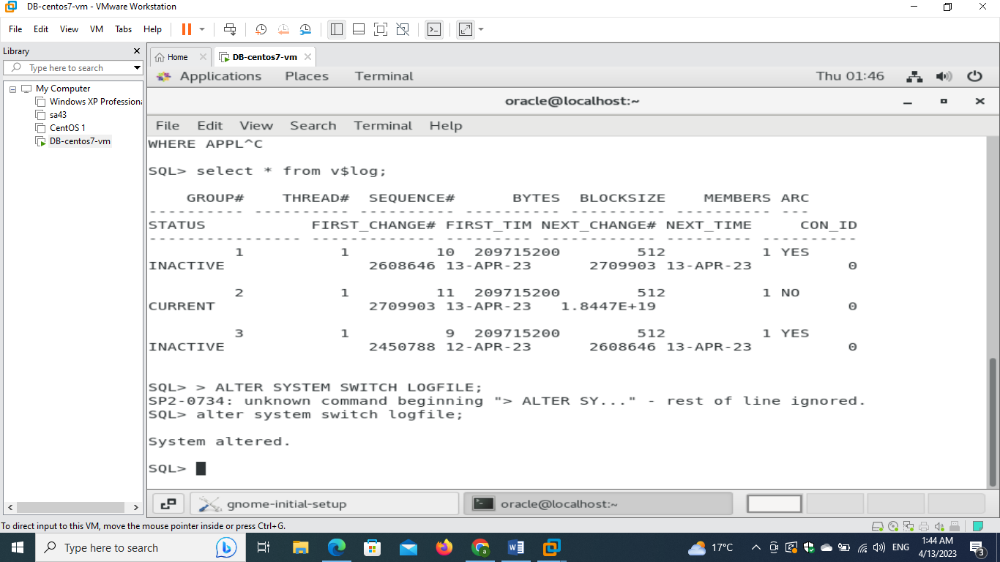 DB-centos7-vm - VMware Workstation
File Edit View VM Tabs Help
Library
Type here to search
My Computer
Windows XP Professiona
sa43
CentOS 1
DB-centos7-vm
Home DB-centos7-vm
Applications Places Terminal Thu 01:46
oracle@localhost:~
File Edit View Search Terminal Help
WHERE APPL^C
SQL> select * from v$log;
    GROUP#    THREAD#  SEQUENCE#      BYTES  BLOCKSIZE    MEMBERS ARC
---------- ---------- ---------- ---------- ---------- ---------- ---
STATUS           FIRST_CHANGE# FIRST_TIM NEXT_CHANGE# NEXT_TIME     CON_ID
---------------- ------------- --------- ------------ --------- ----------
         1          1         10  209715200        512          1 YES
INACTIVE               2608646 13-APR-23      2709903 13-APR-23          0
         2          1         11  209715200        512          1 NO
CURRENT                2709903 13-APR-23   1.8447E+19                    0
         3          1          9  209715200        512          1 YES
INACTIVE               2450788 12-APR-23      2608646 13-APR-23          0
SQL> > ALTER SYSTEM SWITCH LOGFILE;
SP2-0734: unknown command beginning "> ALTER SY..." - rest of line ignored.
SQL> alter system switch logfile;
System altered.
SQL>
gnome-initial-setup oracle@localhost:~
To direct input to this VM, move the mouse pointer inside or press Ctrl+G.
Type here to search 17°C ENG 1:44 AM
4/13/2023
3